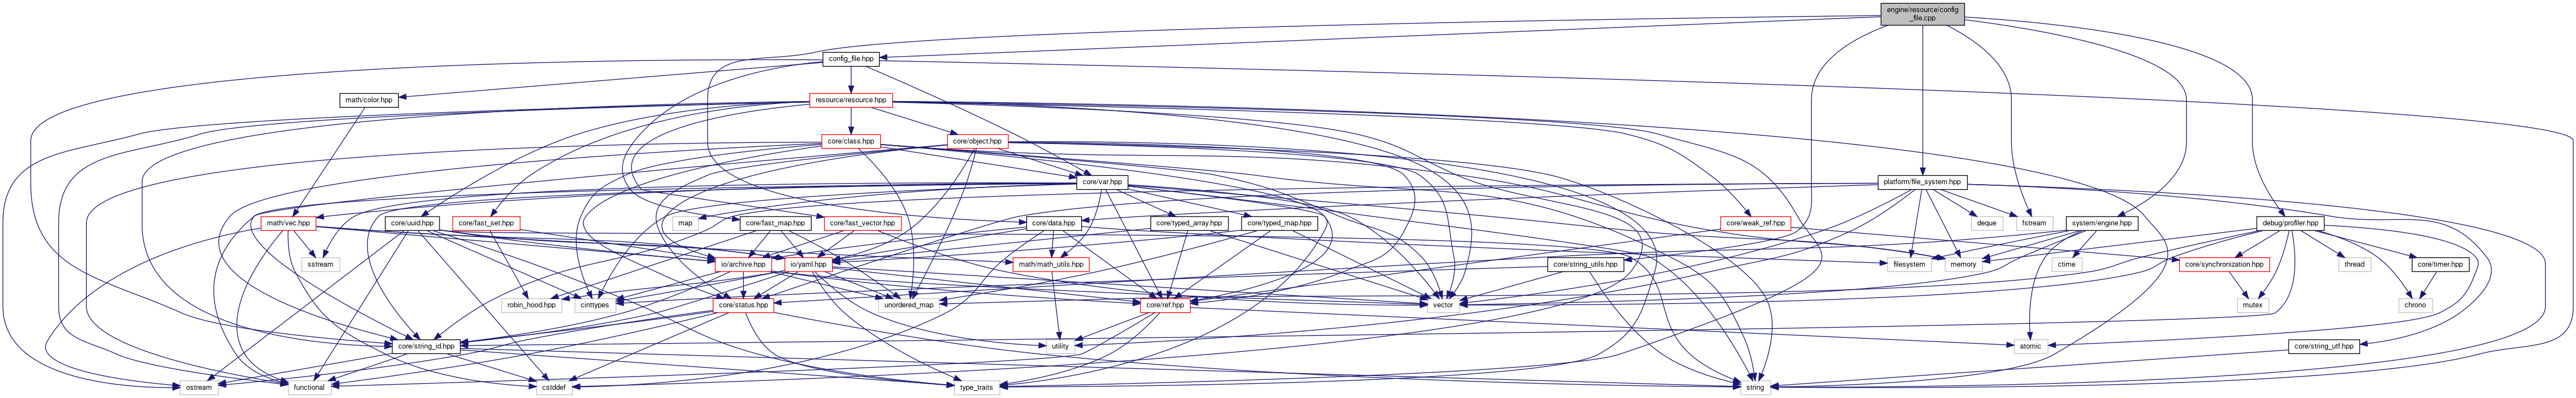 engine/resource/config
_file.cpp
config_file.hpp
math/color.hpp
resource/resource.hpp
core/class.hpp
core/object.hpp
core/var.hpp
platform/file_system.hpp
math/vec.hpp
core/uuid.hpp
core/fast_set.hpp
map
core/fast_map.hpp
core/fast_vector.hpp
core/data.hpp
core/typed_array.hpp
core/typed_map.hpp
core/weak_ref.hpp
deque
fstream
system/engine.hpp
debug/profiler.hpp
sstream
io/archive.hpp
io/yaml.hpp
math/math_utils.hpp
core/string_utils.hpp
filesystem
memory
ctime
core/synchronization.hpp
thread
core/timer.hpp
robin_hood.hpp
cinttypes
core/status.hpp
unordered_map
core/ref.hpp
vector
mutex
chrono
core/string_id.hpp
utility
atomic
core/string_utf.hpp
ostream
functional
cstddef
type_traits
string